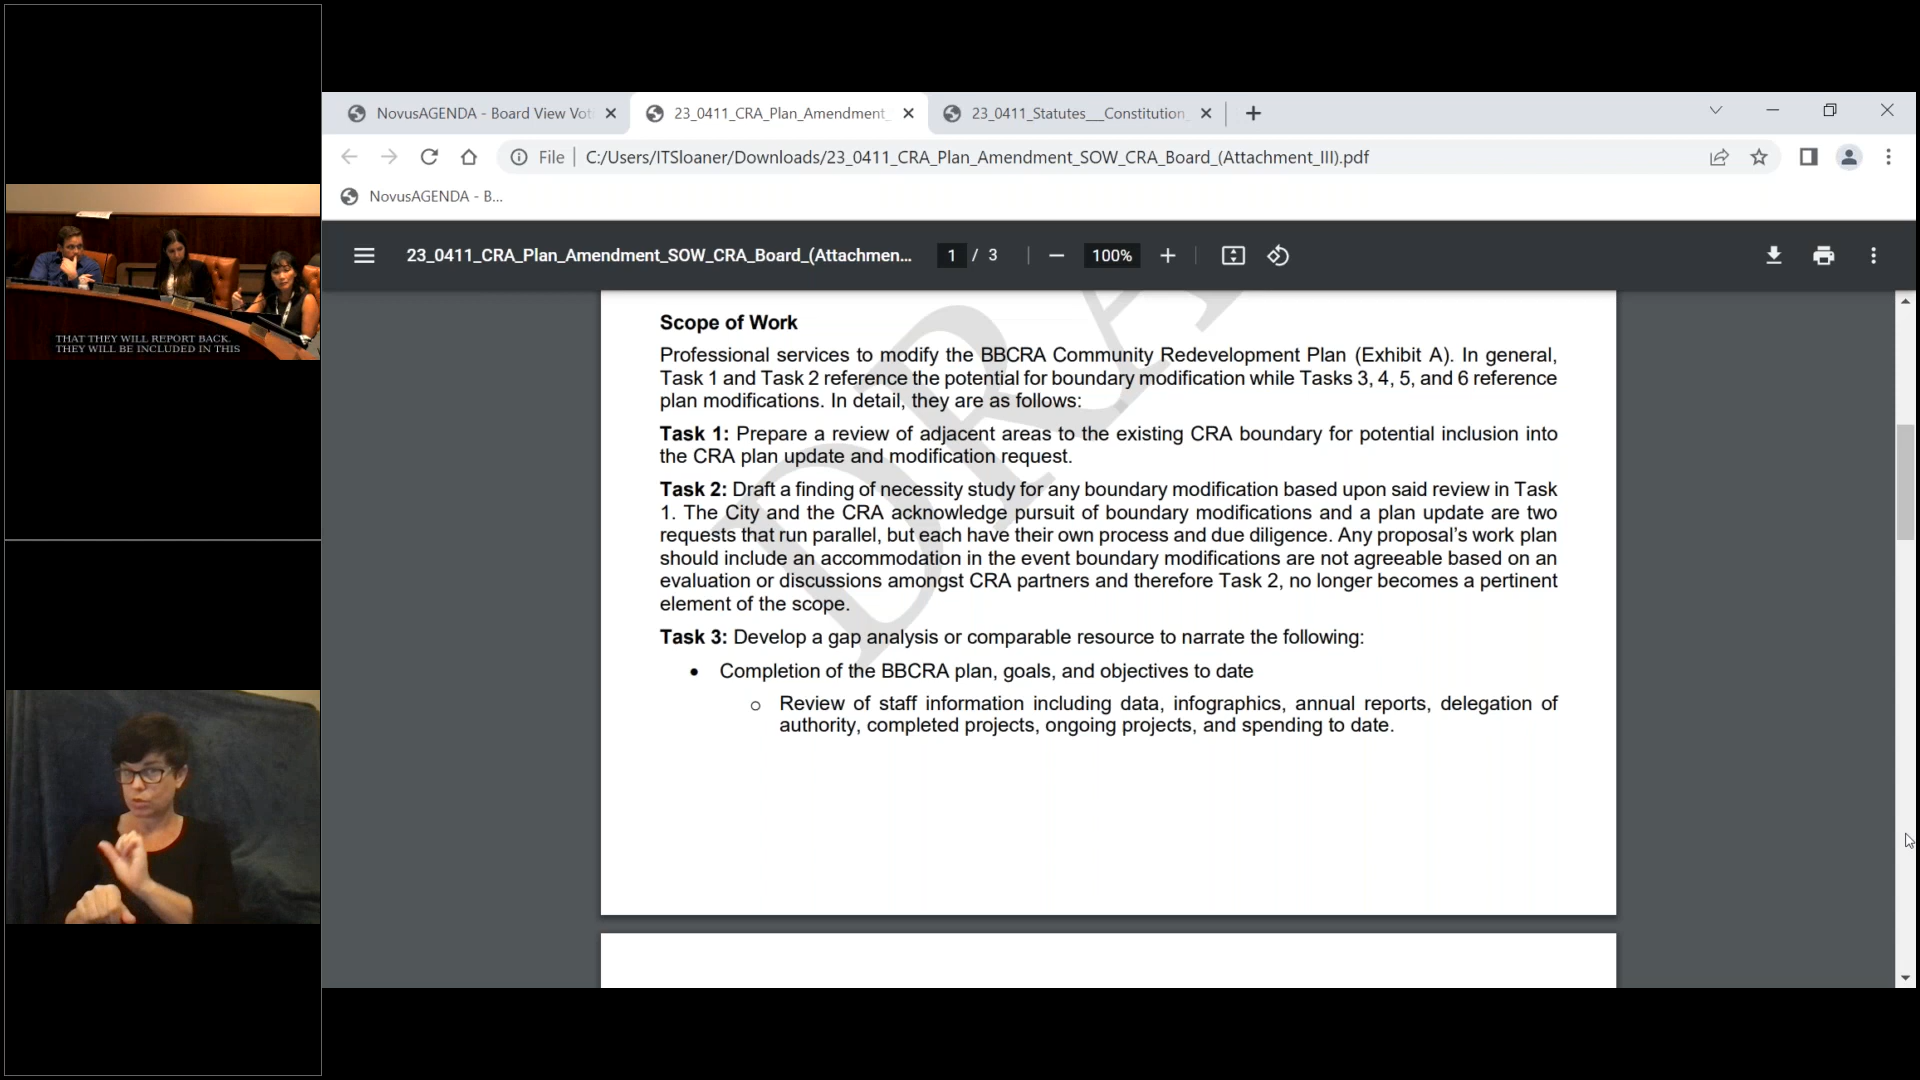 NovusAGENDA - Board View Vot
23_0411_CRA_Plan_Amendment_
23_0411_Statutes___Constitution_
File
C:/Users/ITSloaner/Downloads/23_0411_CRA_Plan_Amendment_SOW_CRA_Board_(Attachment_III).pdf
NovusAGENDA - B...
23_0411_CRA_Plan_Amendment_SOW_CRA_Board_(Attachmen...
1 / 3
100%
THAT THEY WILL REPORT BACK.
THEY WILL BE INCLUDED IN THIS
DRA
Scope of Work
Professional services to modify the BBCRA Community Redevelopment Plan (Exhibit A). In general,
Task 1 and Task 2 reference the potential for boundary modification while Tasks 3, 4, 5, and 6 reference
plan modifications. In detail, they are as follows:
Task 1: Prepare a review of adjacent areas to the existing CRA boundary for potential inclusion into
the CRA plan update and modification request.
Task 2: Draft a finding of necessity study for any boundary modification based upon said review in Task
1. The City and the CRA acknowledge pursuit of boundary modifications and a plan update are two
requests that run parallel, but each have their own process and due diligence. Any proposal's work plan
should include an accommodation in the event boundary modifications are not agreeable based on an
evaluation or discussions amongst CRA partners and therefore Task 2, no longer becomes a pertinent
element of the scope.
Task 3: Develop a gap analysis or comparable resource to narrate the following:
• Completion of the BBCRA plan, goals, and objectives to date
o Review of staff information including data, infographics, annual reports, delegation of
authority, completed projects, ongoing projects, and spending to date.